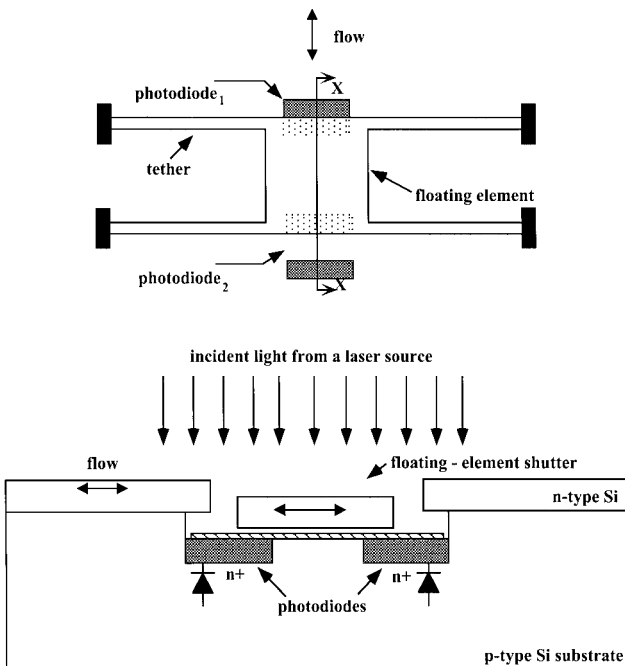 flow
X
photodiode1
tether
floating element
photodiode2
X
incident light from a laser source
floating - element shutter
flow
n-type Si
n+
n+
photodiodes
p-type Si substrate